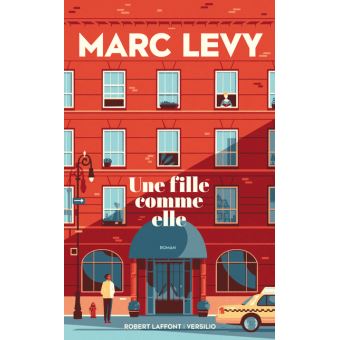 MARC LEVY
Une fille
comme
elle
ROMAN
ROBERT LAFFONT | VERSILIO